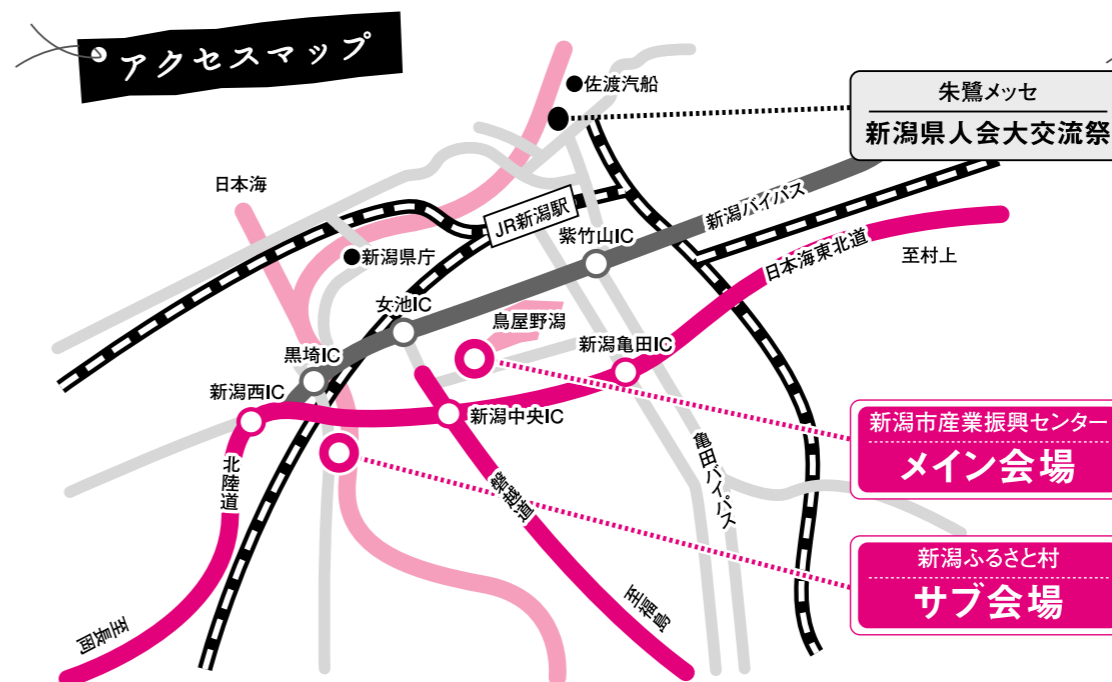 アクセスマップ
佐渡汽船
朱鷺メッセ
新潟県人会大交流祭
日本海
JR新潟駅
新潟バイパス
紫竹山IC
新潟県庁
日本海東北道
至村上
女池IC
鳥屋野潟
新潟亀田IC
黒埼IC
新潟西IC
新潟中央IC
新潟市産業振興センター
メイン会場
北陸道
磐越道
亀田バイパス
新潟ふるさと村
サブ会場
至長岡
至福島